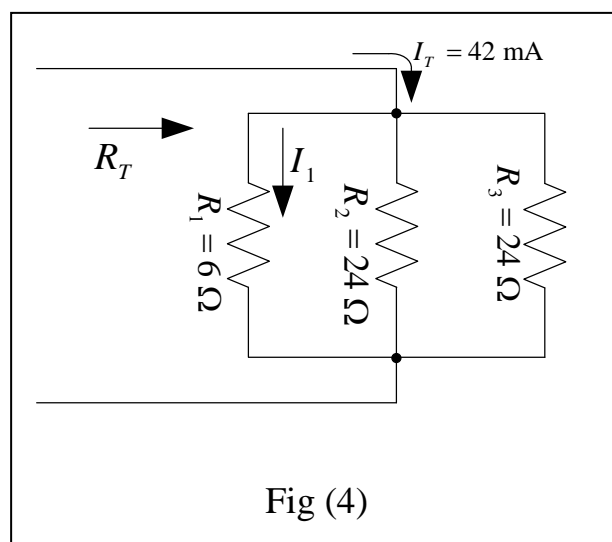 I_T = 42 mA
R_T
I_1
R_1 = 6 Ω
R_2 = 24 Ω
R_3 = 24 Ω
Fig (4)